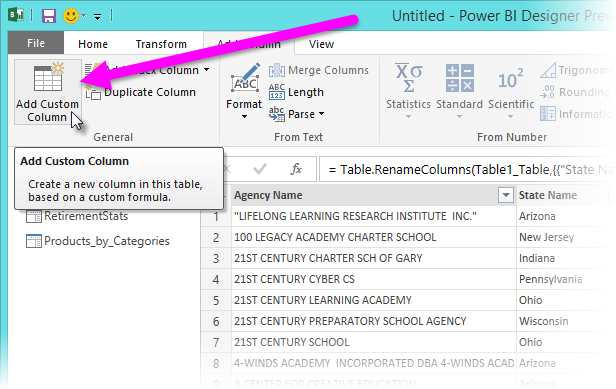 Untitled - Power BI Designer Pre
File Home Transform Add Column View
Add Custom Column
Index Column
Duplicate Column
General
Format
Merge Columns
Length
Parse
From Text
Statistics Standard Scientific
Trigonome
Rounding
Informati
From Number
Add Custom Column
Create a new column in this table,
based on a custom formula.
= Table.RenameColumns(Table1_Table,{{"State Na
RetirementStats
Products_by_Categories
Agency Name State Name
1 "LIFELONG LEARNING RESEARCH INSTITUTE INC." Arizona
2 100 LEGACY ACADEMY CHARTER SCHOOL New Jersey
3 21ST CENTURY CHARTER SCH OF GARY Indiana
4 21ST CENTURY CYBER CS Pennsylvania
5 21ST CENTURY LEARNING ACADEMY Ohio
6 21ST CENTURY PREPARATORY SCHOOL AGENCY Wisconsin
7 21ST CENTURY SCHOOL Ohio
8 4-WINDS ACADEMY INCORPORATED DBA 4-WINDS ACAD Arizona
9 A CENTER FOR CREATIVE EDUCATION Arizona